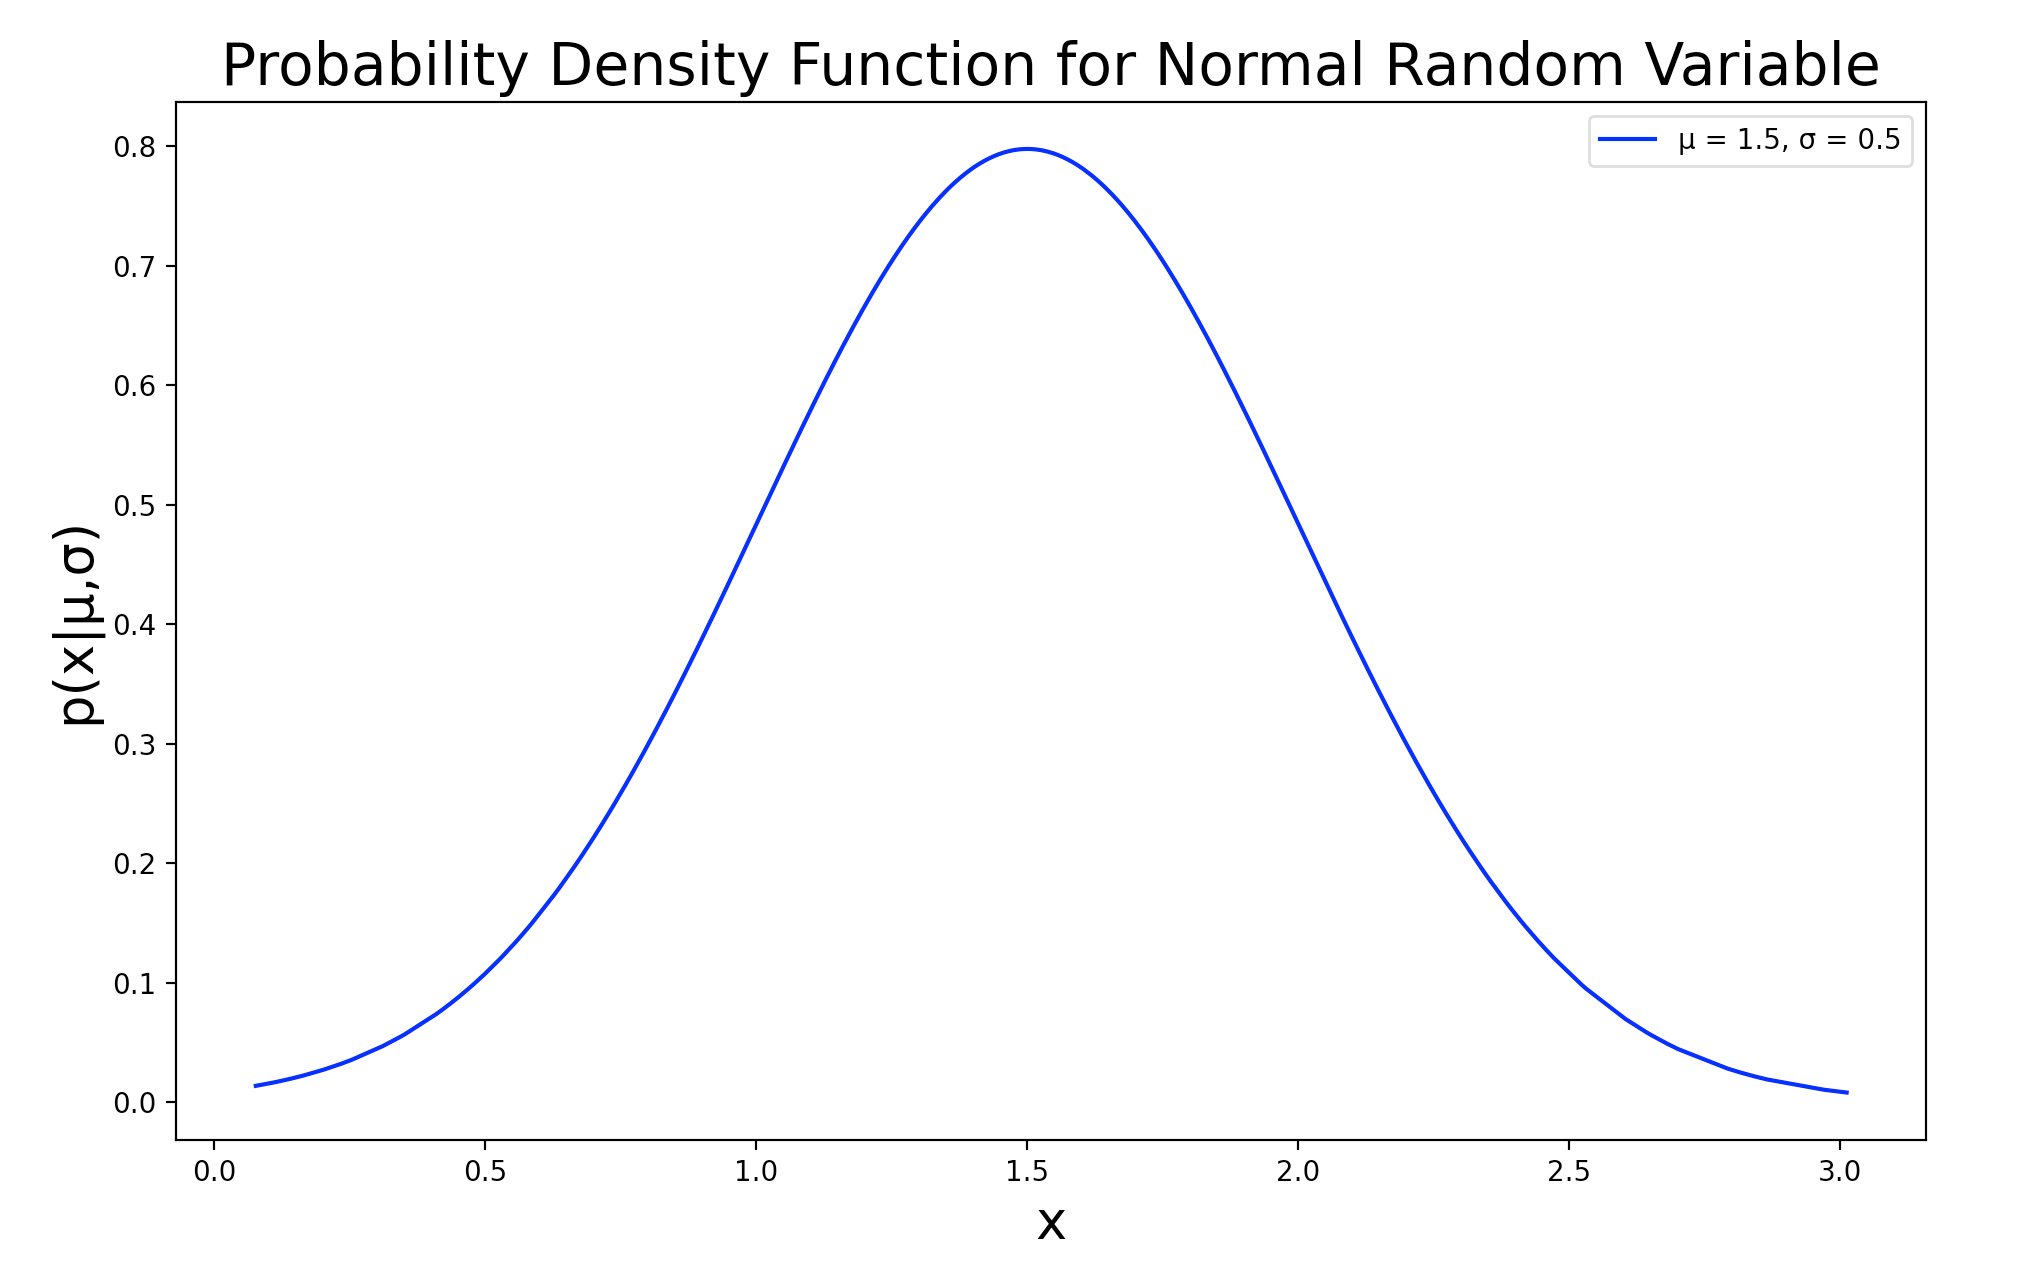 Probability Density Function for Normal Random Variable
μ = 1.5, σ = 0.5
p(x|μ,σ)
0.8
0.7
0.6
0.5
0.4
0.3
0.2
0.1
0.0
0.0 0.5 1.0 1.5 2.0 2.5 3.0
x